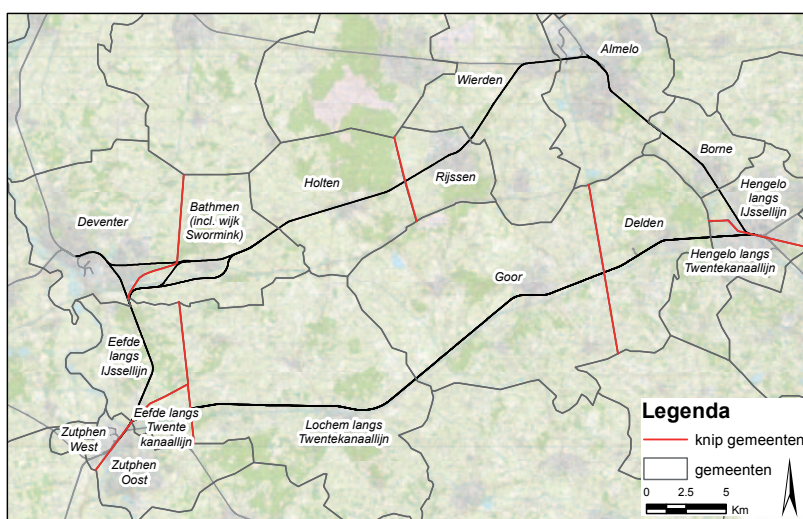 Almelo
Wierden
Borne
Holten
Rijssen
Hengelo
langs
IJssellijn
Bathmen
(incl. wijk
Swormink)
Deventer
Delden
Hengelo langs
Twentekanaallijn
Goor
Eefde
langs
IJssellijn
Eefde langs
Twente
kanaallijn
Lochem langs
Twentekanaallijn
Zutphen
West
Zutphen
Oost
Legenda
knip gemeenten
gemeenten
0 2.5 5
Km